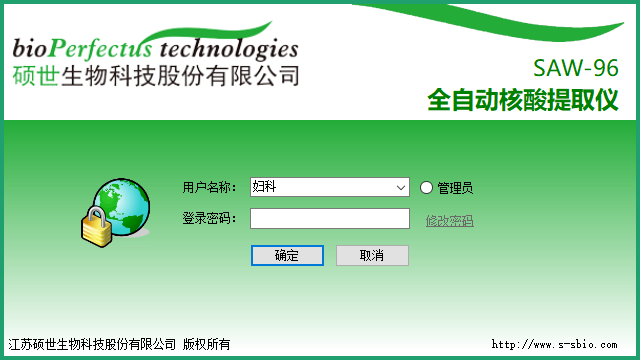 bioPerfectus technologies
硕世生物科技股份有限公司
SAW-96
全自动核酸提取仪
用户名称： 妇科 管理员
登录密码： 修改密码
确定 取消
江苏硕世生物科技股份有限公司 版权所有 http://www.s-sbio.com